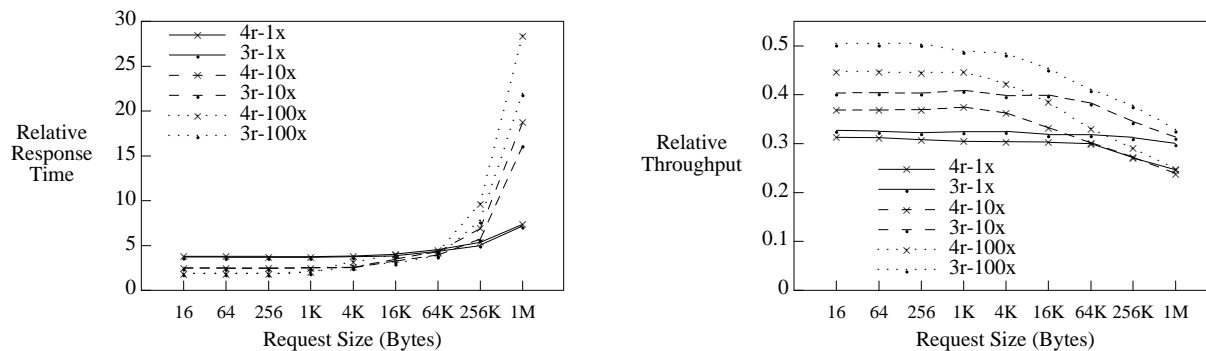 30
25
20
15
10
5
0
Relative
Response
Time
4r-1x
3r-1x
4r-10x
3r-10x
4r-100x
3r-100x
16 64 256 1K 4K 16K 64K 256K 1M
Request Size (Bytes)
0.5
0.4
0.3
0.2
0.1
0
Relative
Throughput
4r-1x
3r-1x
4r-10x
3r-10x
4r-100x
3r-100x
16 64 256 1K 4K 16K 64K 256K 1M
Request Size (Bytes)